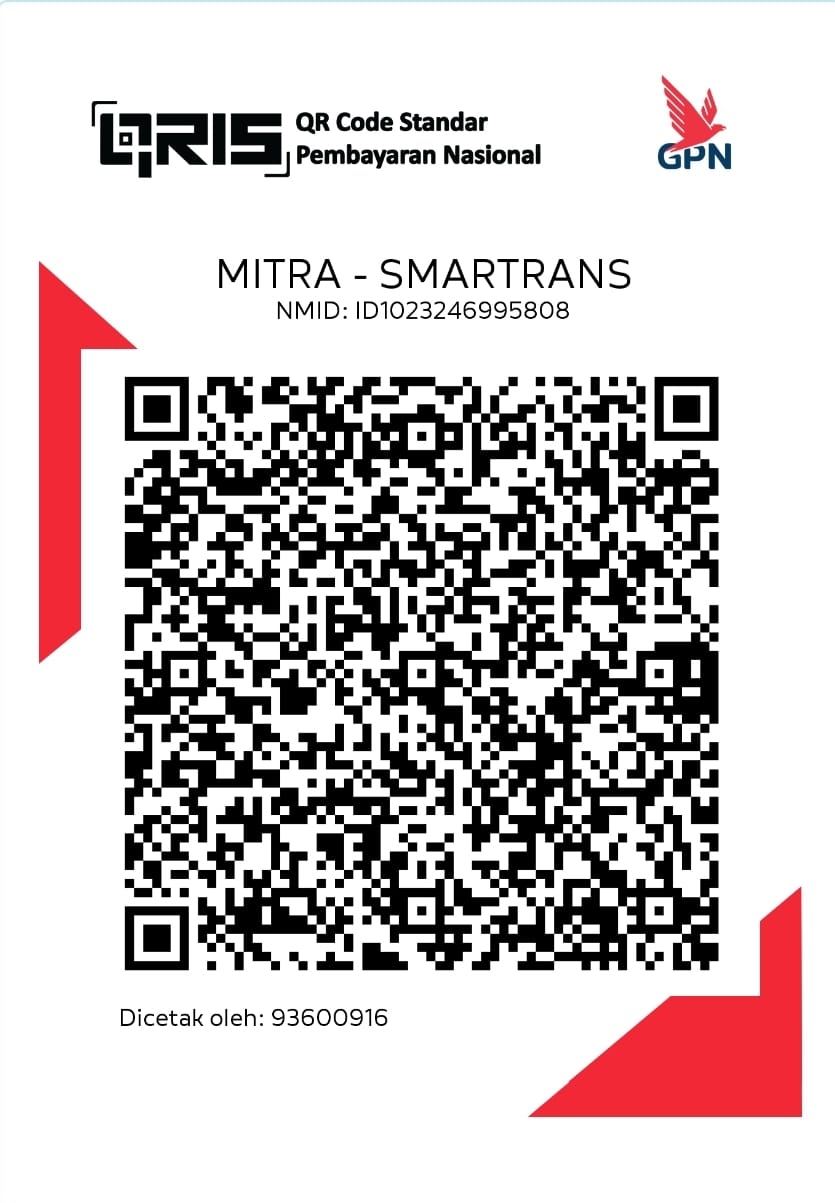 QRIS
QR Code Standar
Pembayaran Nasional
GPN
MITRA - SMARTRANS
NMID: ID1023246995808
Dicetak oleh: 93600916